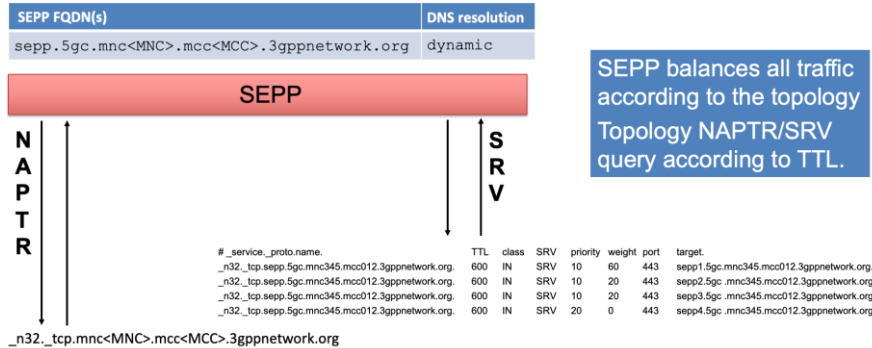 SEPP FQDN(s) DNS resolution
sepp.5gc.mnc<MNC>.mcc<MCC>.3gppnetwork.org dynamic
SEPP
SEPP balances all traffic
according to the topology
Topology NAPTR/SRV
query according to TTL.
NAPTR
SRV
# _service._proto.name. TTL class SRV priority weight port target.
_n32._tcp.sepp.5gc.mnc345.mcc012.3gppnetwork.org. 600 IN SRV 10 60 443 sepp1.5gc.mnc345.mcc012.3gppnetwork.org.
_n32._tcp.sepp.5gc.mnc345.mcc012.3gppnetwork.org. 600 IN SRV 10 20 443 sepp2.5gc .mnc345.mcc012.3gppnetwork.org.
_n32._tcp.sepp.5gc.mnc345.mcc012.3gppnetwork.org. 600 IN SRV 10 20 443 sepp3.5gc .mnc345.mcc012.3gppnetwork.org.
_n32._tcp.sepp.5gc.mnc345.mcc012.3gppnetwork.org. 600 IN SRV 20 0 443 sepp4.5gc .mnc345.mcc012.3gppnetwork.org.
_n32._tcp.mnc<MNC>.mcc<MCC>.3gppnetwork.org